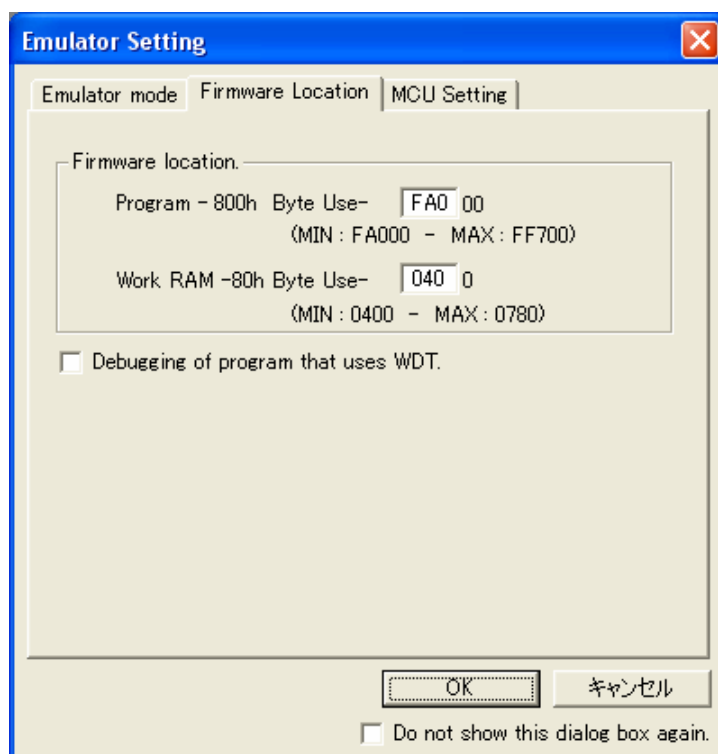 Emulator Setting
Emulator mode Firmware Location MCU Setting
Firmware location.
Program - 800h Byte Use- FA0 00
(MIN : FA000 - MAX : FF700)
Work RAM -80h Byte Use- 040 0
(MIN : 0400 - MAX : 0780)
Debugging of program that uses WDT.
OK キャンセル
Do not show this dialog box again.